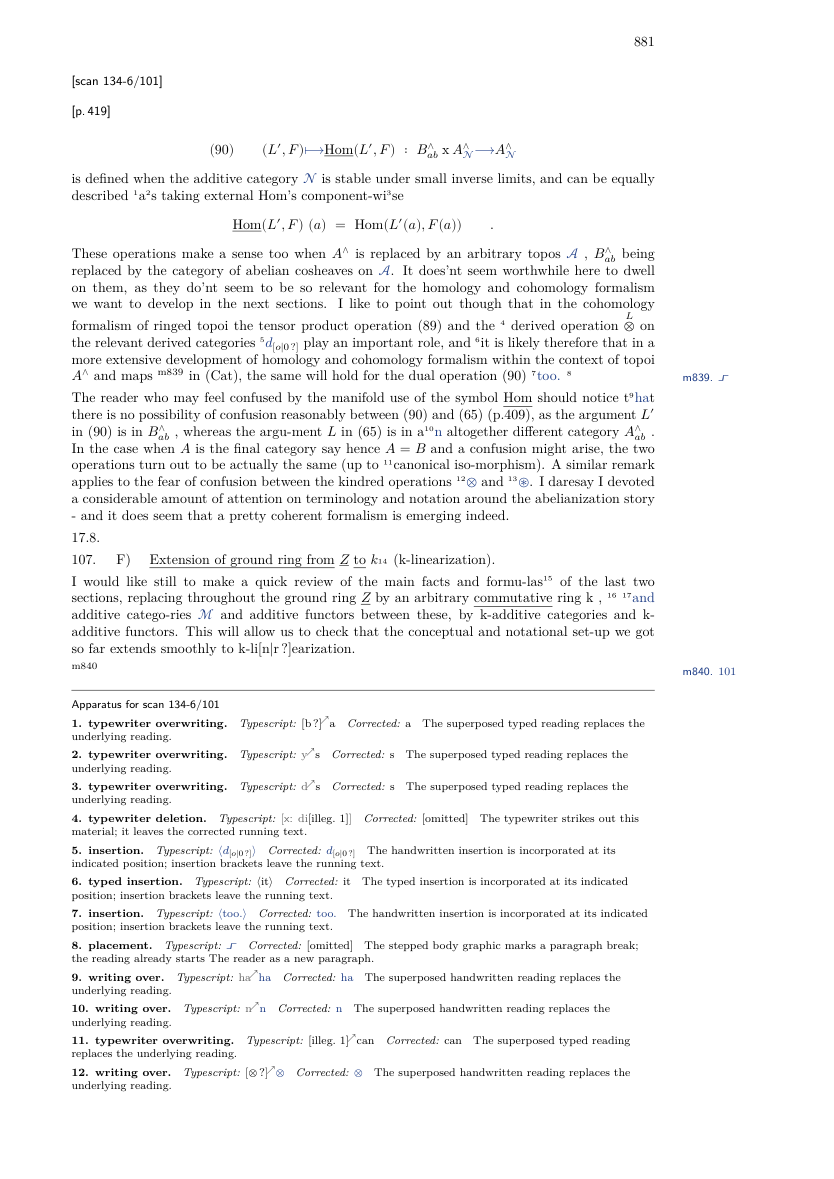 881
[scan 134-6/101]
[p. 419]
(90) (L′, F)⟼Hom(L′, F) : B^∧_ab x A^∧_𝒩 ⟶ A^∧_𝒩
is defined when the additive category 𝒩 is stable under small inverse limits, and can be equally
described ¹a²s taking external Hom's component-wi³se
Hom(L′, F) (a) = Hom(L′(a), F(a)) .
These operations make a sense too when A^∧ is replaced by an arbitrary topos 𝒜 , B^∧_ab being
replaced by the category of abelian cosheaves on 𝒜. It does'nt seem worthwhile here to dwell
on them, as they do'nt seem to be so relevant for the homology and cohomology formalism
we want to develop in the next sections. I like to point out though that in the cohomology
formalism of ringed topoi the tensor product operation (89) and the ⁴ derived operation ⊗^L on
the relevant derived categories ⁵d_[o|0 ?] play an important role, and ⁶it is likely therefore that in a
more extensive development of homology and cohomology formalism within the context of topoi
A^∧ and maps m839 in (Cat), the same will hold for the dual operation (90) ⁷too. ⁸
m839.
The reader who may feel confused by the manifold use of the symbol Hom should notice t⁹hat
there is no possibility of confusion reasonably between (90) and (65) (p.409), as the argument L′
in (90) is in B^∧_ab , whereas the argu-ment L in (65) is in a¹⁰n altogether different category A^∧_ab .
In the case when A is the final category say hence A = B and a confusion might arise, the two
operations turn out to be actually the same (up to ¹¹canonical iso-morphism). A similar remark
applies to the fear of confusion between the kindred operations ¹²⊗ and ¹³⊛. I daresay I devoted
a considerable amount of attention on terminology and notation around the abelianization story
- and it does seem that a pretty coherent formalism is emerging indeed.
17.8.
107. F) Extension of ground ring from Z to k¹⁴ (k-linearization).
I would like still to make a quick review of the main facts and formu-las¹⁵ of the last two
sections, replacing throughout the ground ring Z by an arbitrary commutative ring k , ¹⁶ ¹⁷and
additive catego-ries ℳ and additive functors between these, by k-additive categories and k-
additive functors. This will allow us to check that the conceptual and notational set-up we got
so far extends smoothly to k-li[n|r ?]earization.
m840
m840. 101
Apparatus for scan 134-6/101
1. typewriter overwriting. Typescript: [b ?]↗a Corrected: a The superposed typed reading replaces the
underlying reading.
2. typewriter overwriting. Typescript: y↗s Corrected: s The superposed typed reading replaces the
underlying reading.
3. typewriter overwriting. Typescript: d↗s Corrected: s The superposed typed reading replaces the
underlying reading.
4. typewriter deletion. Typescript: [x: di[illeg. 1]] Corrected: [omitted] The typewriter strikes out this
material; it leaves the corrected running text.
5. insertion. Typescript: ⟨d_[o|0 ?]⟩ Corrected: d_[o|0 ?] The handwritten insertion is incorporated at its
indicated position; insertion brackets leave the running text.
6. typed insertion. Typescript: ⟨it⟩ Corrected: it The typed insertion is incorporated at its indicated
position; insertion brackets leave the running text.
7. insertion. Typescript: ⟨too.⟩ Corrected: too. The handwritten insertion is incorporated at its indicated
position; insertion brackets leave the running text.
8. placement. Typescript: Corrected: [omitted] The stepped body graphic marks a paragraph break;
the reading already starts The reader as a new paragraph.
9. writing over. Typescript: ha↗ha Corrected: ha The superposed handwritten reading replaces the
underlying reading.
10. writing over. Typescript: n↗n Corrected: n The superposed handwritten reading replaces the
underlying reading.
11. typewriter overwriting. Typescript: [illeg. 1]↗can Corrected: can The superposed typed reading
replaces the underlying reading.
12. writing over. Typescript: [⊗ ?]↗⊗ Corrected: ⊗ The superposed handwritten reading replaces the
underlying reading.